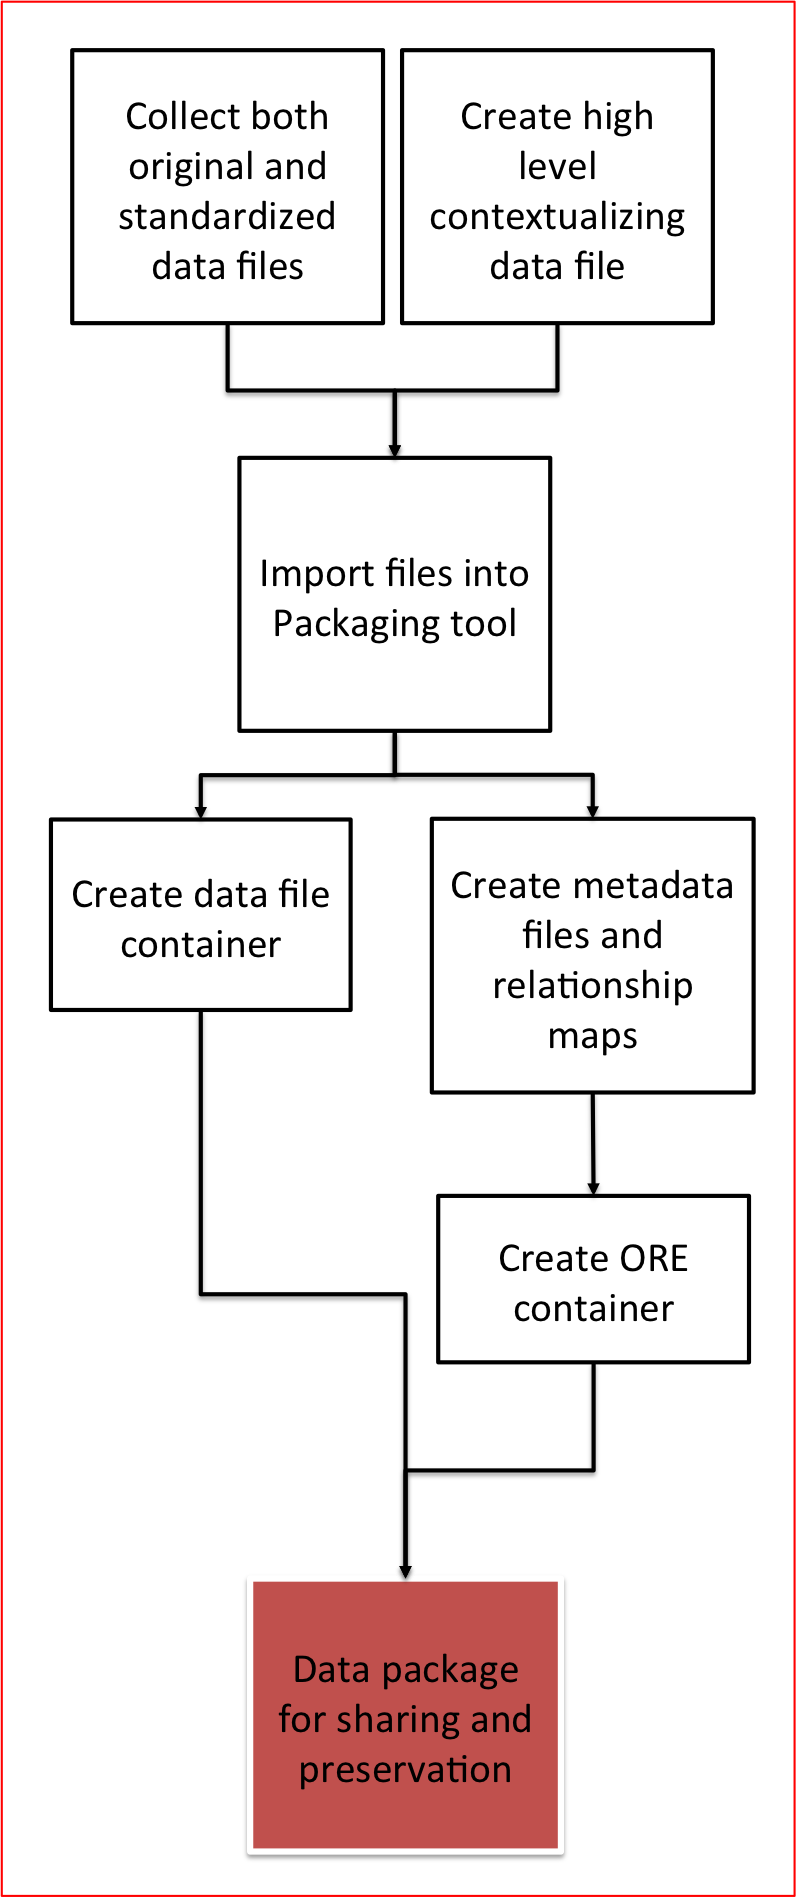 Collect both
original and
standardized
data files
Create high
level
contextualizing
data file
Import files into
Packaging tool
Create data file
container
Create metadata
files and
relationship
maps
Create ORE
container
Data package
for sharing and
preservation